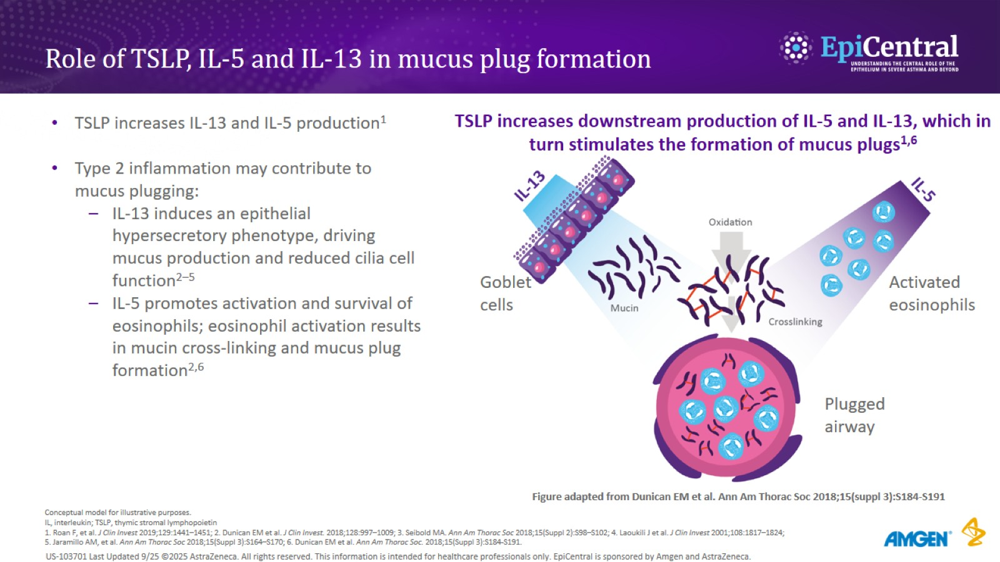 Role of TSLP, IL-5 and IL-13 in mucus plug formation
EpiCentral
UNDERSTANDING THE CENTRAL ROLE OF THE
EPITHELIUM IN SEVERE ASTHMA AND BEYOND
• TSLP increases IL-13 and IL-5 production1
• Type 2 inflammation may contribute to
mucus plugging:
– IL-13 induces an epithelial
hypersecretory phenotype, driving
mucus production and reduced cilia cell
function2–5
– IL-5 promotes activation and survival of
eosinophils; eosinophil activation results
in mucin cross-linking and mucus plug
formation2,6
TSLP increases downstream production of IL-5 and IL-13, which in
turn stimulates the formation of mucus plugs1,6
IL-13
IL-5
Oxidation
Goblet
cells
Mucin
Crosslinking
Activated
eosinophils
Plugged
airway
Figure adapted from Dunican EM et al. Ann Am Thorac Soc 2018;15(suppl 3):S184-S191
Conceptual model for illustrative purposes.
IL, interleukin; TSLP, thymic stromal lymphopoietin
1. Roan F, et al. J Clin Invest 2019;129:1441–1451; 2. Dunican EM et al. J Clin Invest. 2018;128:997–1009; 3. Seibold MA. Ann Am Thorac Soc 2018;15(Suppl 2):S98–S102; 4. Laoukili J et al. J Clin Invest 2001;108:1817–1824;
5. Jaramillo AM, et al. Ann Am Thorac Soc 2018;15(Suppl 3):S164–S170; 6. Dunican EM et al. Ann Am Thorac Soc. 2018;15(Suppl 3):S184-S191.
US-103701 Last Updated 9/25 ©2025 AstraZeneca. All rights reserved. This information is intended for healthcare professionals only. EpiCentral is sponsored by Amgen and AstraZeneca.
AMGEN®